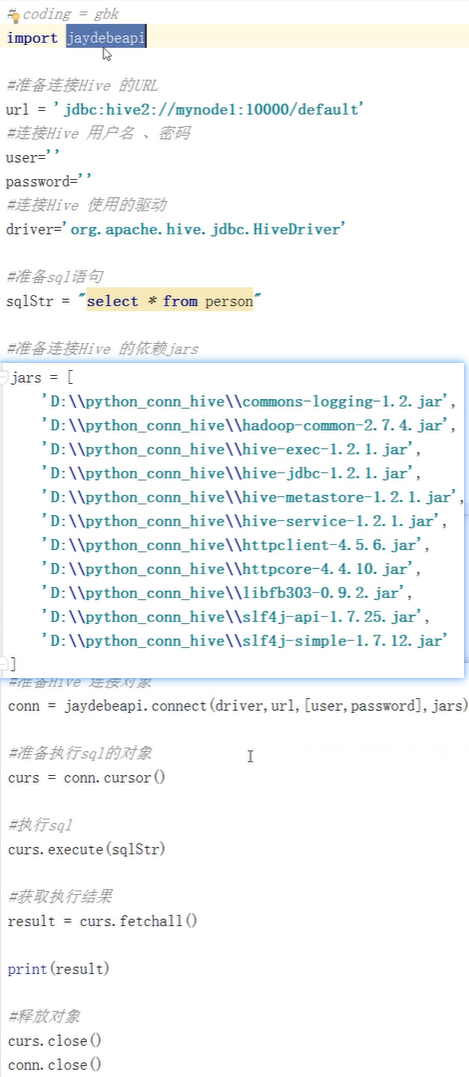 # coding = gbk
import jaydebeapi
#准备连接Hive 的URL
url = 'jdbc:hive2://mynode1:10000/default'
#连接Hive 用户名 、密码
user=''
password=''
#连接Hive 使用的驱动
driver='org.apache.hive.jdbc.HiveDriver'
#准备sql语句
sqlStr = "select * from person"
#准备连接Hive 的依赖jars
jars = [
'D:\\python_conn_hive\\commons-logging-1.2.jar',
'D:\\python_conn_hive\\hadoop-common-2.7.4.jar',
'D:\\python_conn_hive\\hive-exec-1.2.1.jar',
'D:\\python_conn_hive\\hive-jdbc-1.2.1.jar',
'D:\\python_conn_hive\\hive-metastore-1.2.1.jar',
'D:\\python_conn_hive\\hive-service-1.2.1.jar',
'D:\\python_conn_hive\\httpclient-4.5.6.jar',
'D:\\python_conn_hive\\httpcore-4.4.10.jar',
'D:\\python_conn_hive\\libfb303-0.9.2.jar',
'D:\\python_conn_hive\\slf4j-api-1.7.25.jar',
'D:\\python_conn_hive\\slf4j-simple-1.7.12.jar'
]
#准备Hive 连接对象
conn = jaydebeapi.connect(driver,url,[user,password],jars)
#准备执行sql的对象
curs = conn.cursor()
#执行sql
curs.execute(sqlStr)
#获取执行结果
result = curs.fetchall()
print(result)
#释放对象
curs.close()
conn.close()